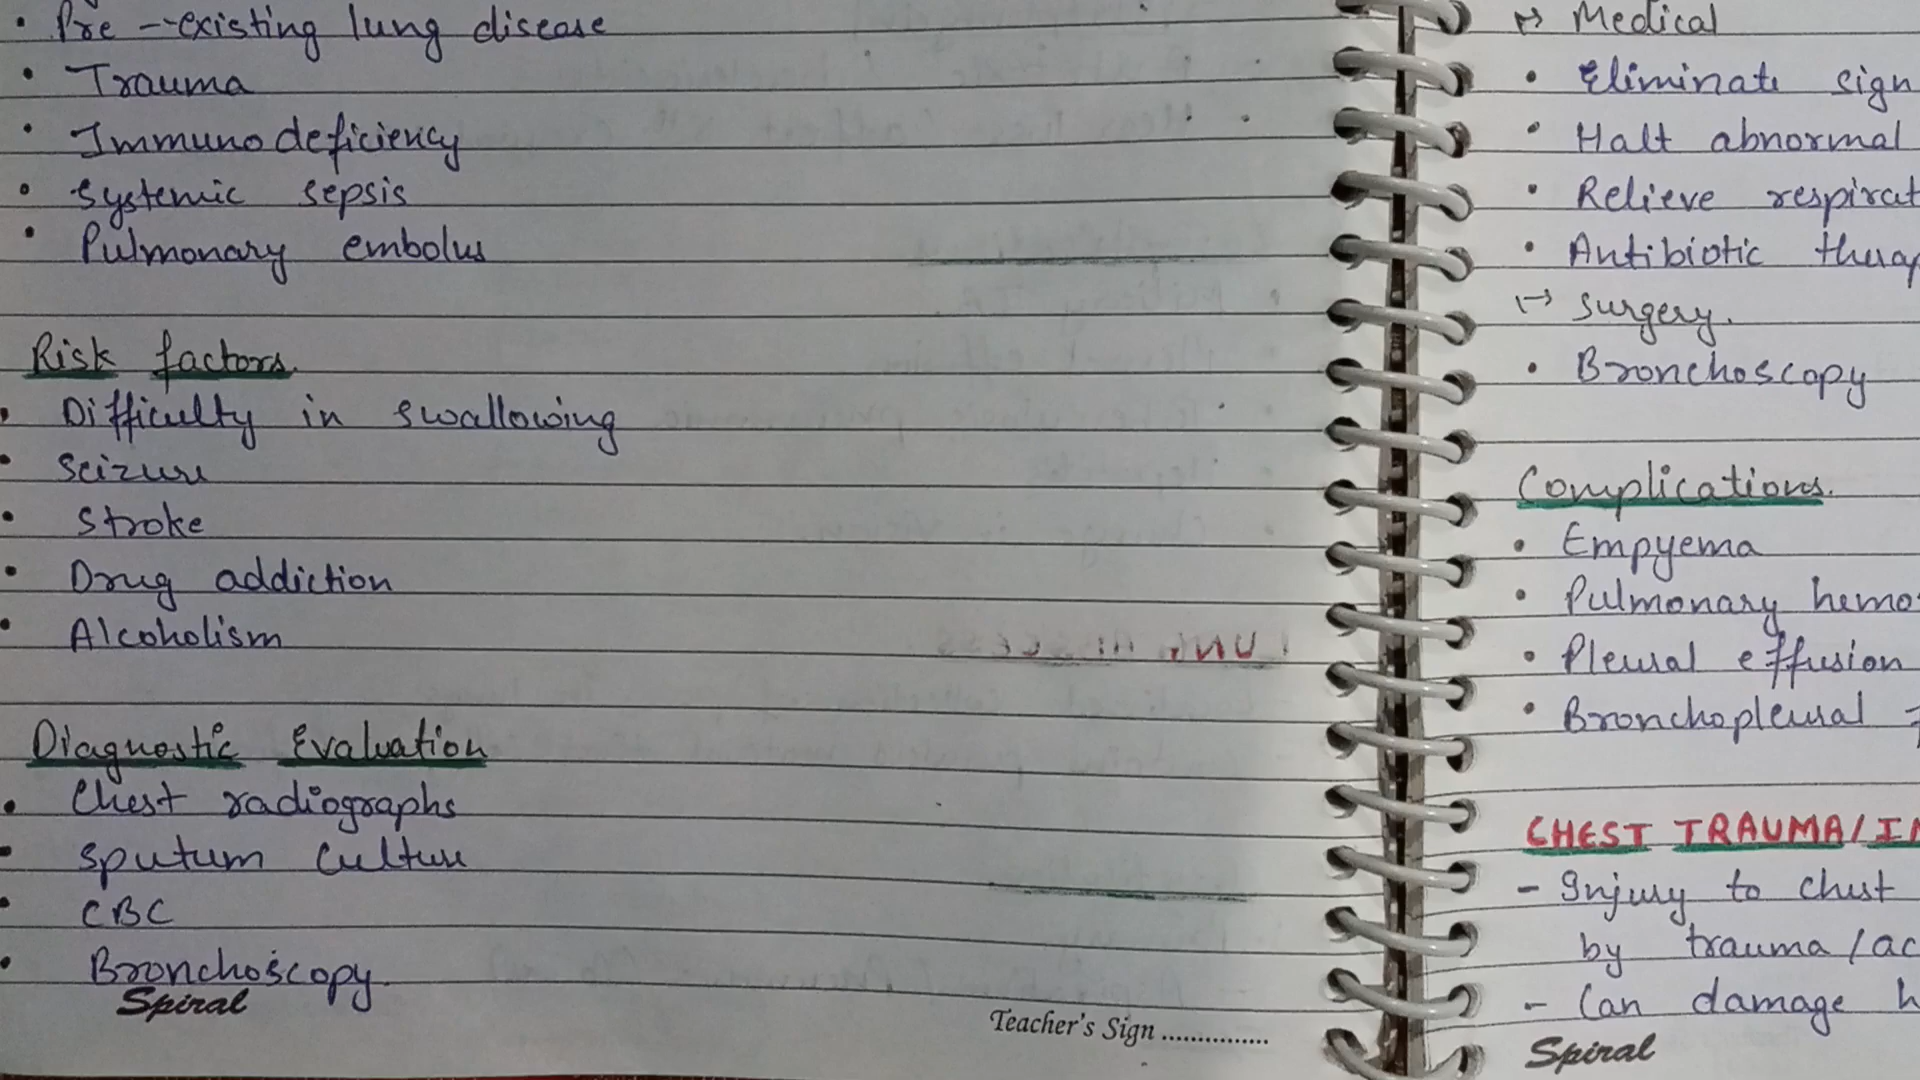 • Pre-existing lung disease
• Trauma
• Immunodeficiency
• Systemic sepsis
• Pulmonary embolus
Risk factors.
• Difficulty in swallowing
• Seizure
• Stroke
• Drug addiction
• Alcoholism
Diagnostic Evaluation
• Chest radiographs
• Sputum Culture
• CBC
• Bronchoscopy.
Spiral
Teacher's Sign ...............
↦ Medical
• Eliminate sign
• Halt abnormal
• Relieve respirat
• Antibiotic therap
↦ Surgery.
• Bronchoscopy
Complications.
• Empyema
• Pulmonary hemo
• Pleural effusion
• Bronchopleural
CHEST TRAUMA/IN
- Injury to chest
by trauma/ac
- Can damage h
Spiral